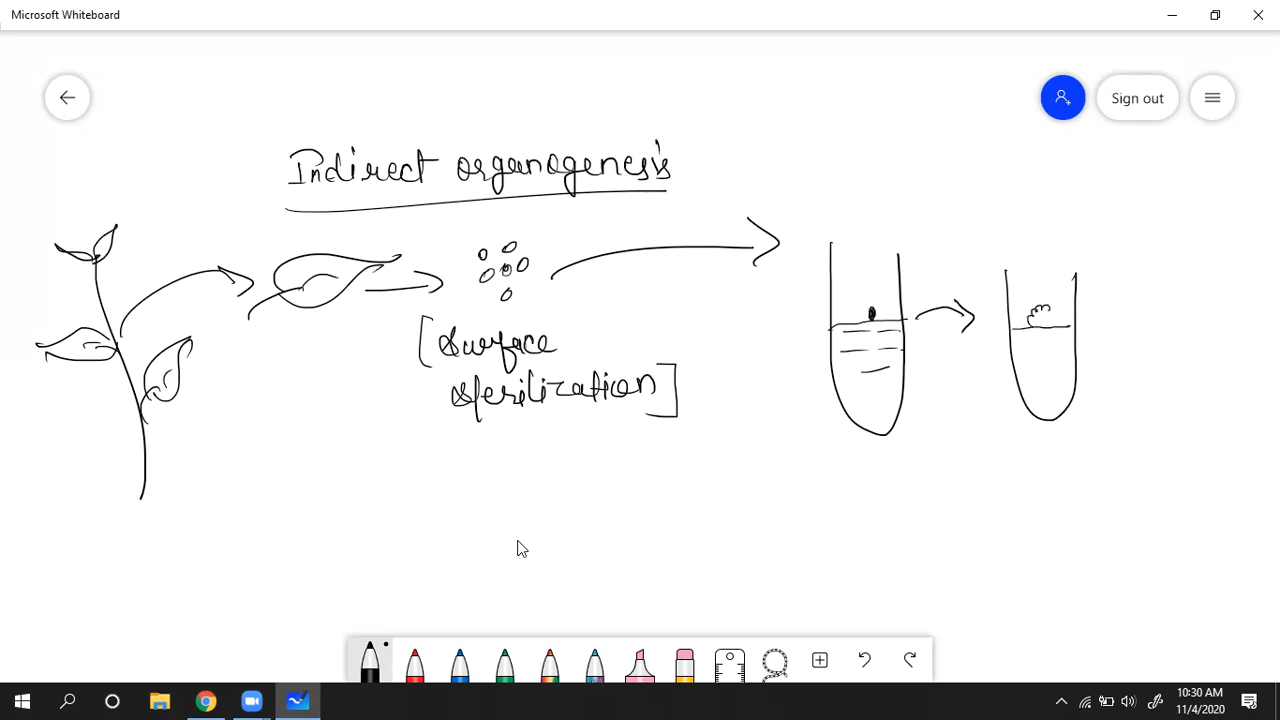 Microsoft Whiteboard
Sign out
Indirect organogenesis
[Surface
sterilization]
10:30 AM
11/4/2020